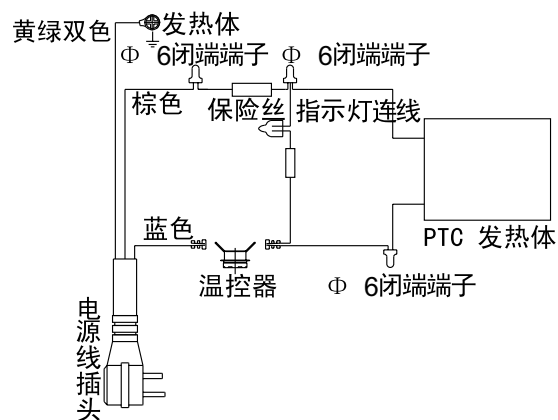 黄绿双色
发热体
Φ 6闭端端子
Φ 6闭端端子
棕色
保险丝
指示灯连线
蓝色
温控器
PTC 发热体
Φ 6闭端端子
电源线插头